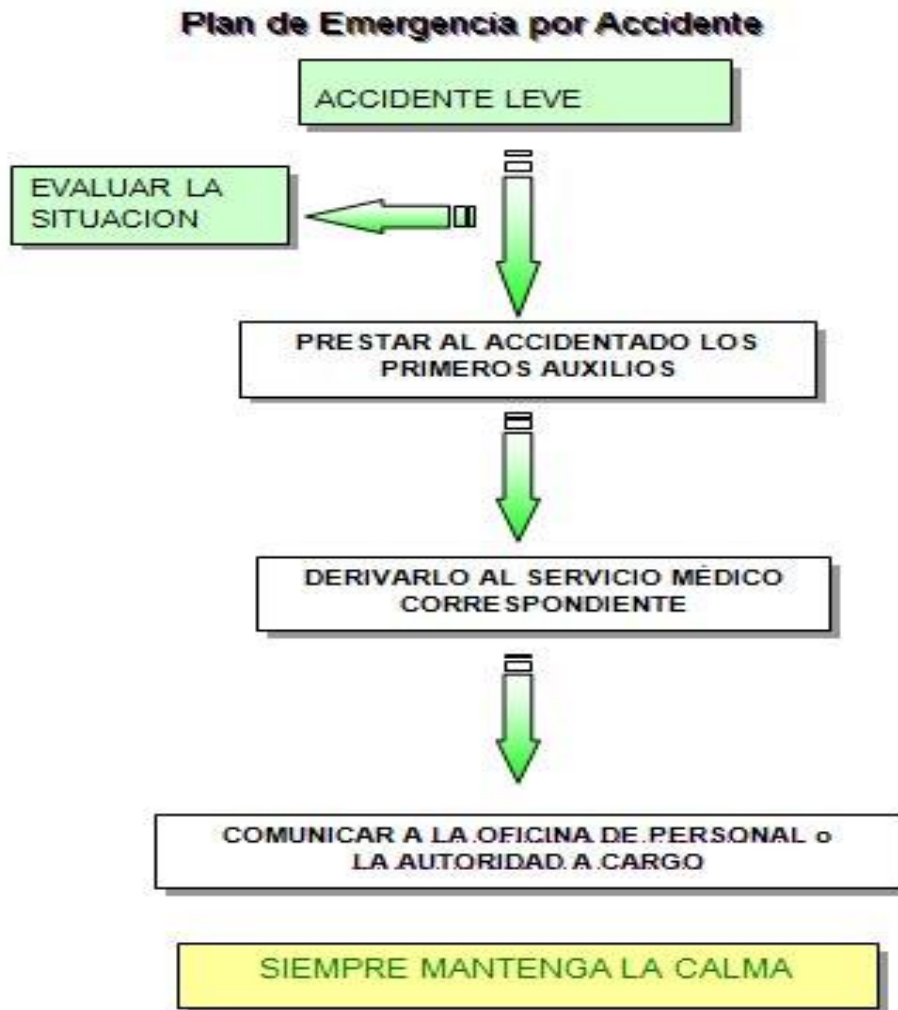 Plan de Emergencia por Accidente
ACCIDENTE LEVE
EVALUAR LA
SITUACION
PRESTAR AL ACCIDENTADO LOS
PRIMEROS AUXILIOS
DERIVARLO AL SERVICIO MÉDICO
CORRESPONDIENTE
COMUNICAR A LA OFICINA DE PERSONAL o
LA AUTORIDAD A CARGO
SIEMPRE MANTENGA LA CALMA